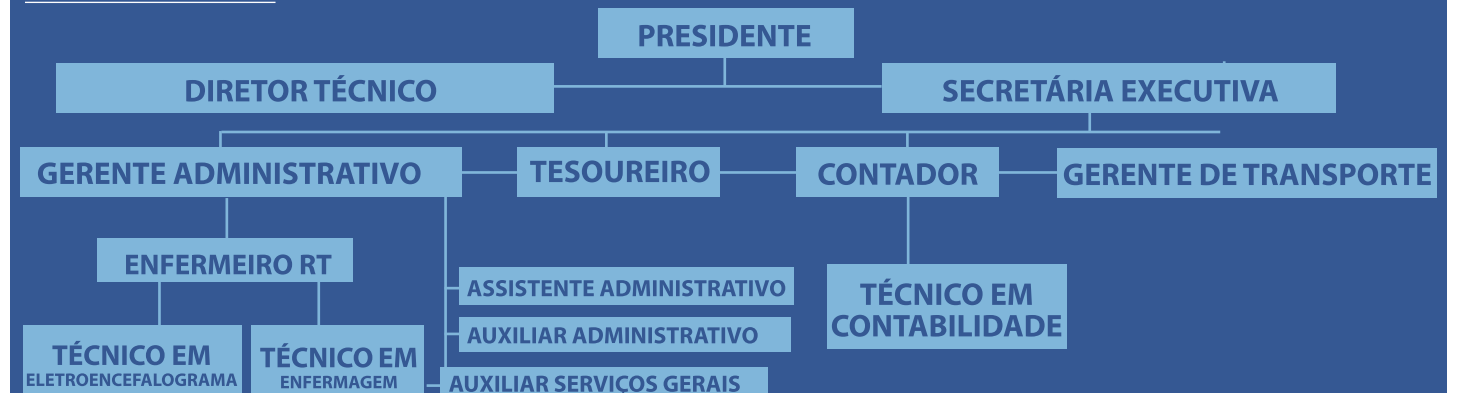 PRESIDENTE
DIRETOR TÉCNICO
SECRETÁRIA EXECUTIVA
GERENTE ADMINISTRATIVO
TESOUREIRO
CONTADOR
GERENTE DE TRANSPORTE
ENFERMEIRO RT
ASSISTENTE ADMINISTRATIVO
AUXILIAR ADMINISTRATIVO
TÉCNICO EM
CONTABILIDADE
TÉCNICO EM
ELETROENCEFALOGRAMA
TÉCNICO EM
ENFERMAGEM
AUXILIAR SERVIÇOS GERAIS